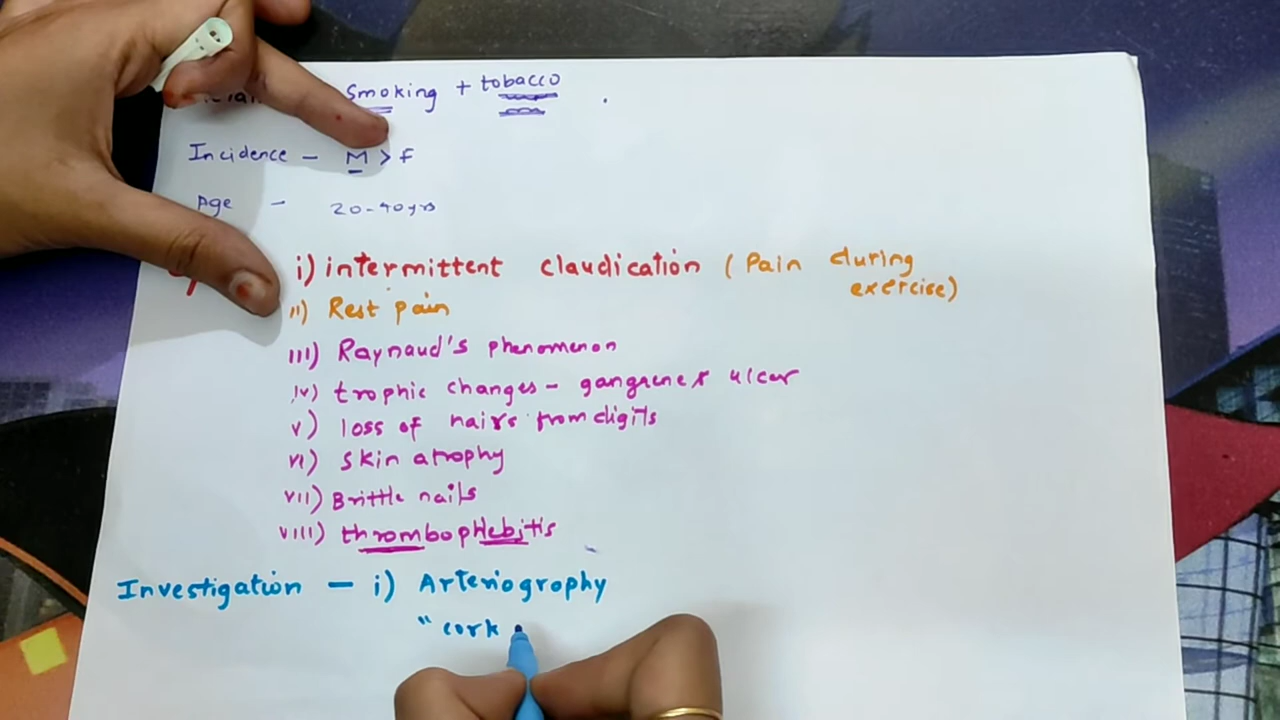 Smoking + tobacco
Incidence - M > F
Age - 20-40yrs
i) intermittent claudication (Pain during
exercise)
ii) Rest pain
iii) Raynaud's phenomenon
iv) trophic changes - gangrene & ulcer
v) loss of hairs from digits
vi) skin atrophy
vii) Brittle nails
viii) thrombophlebitis
Investigation - i) Arteriography
"cork